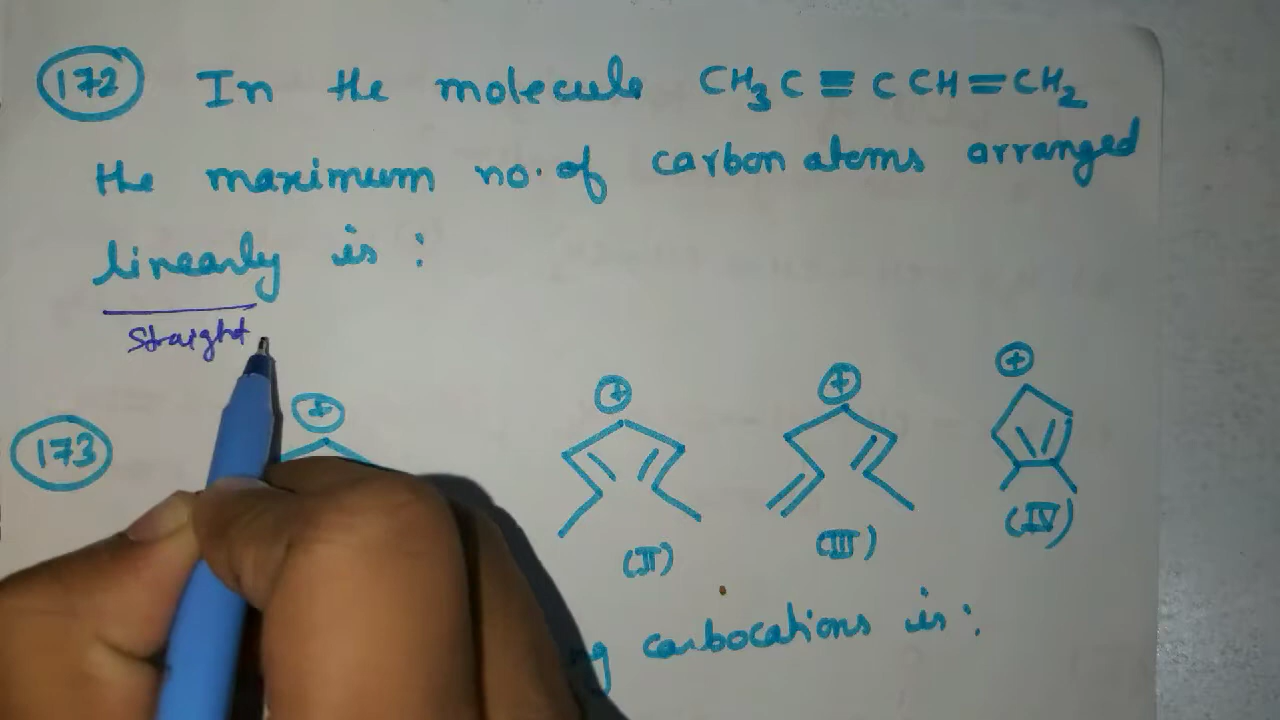 172 In the molecule CH₃C≡CCH=CH₂
the maximum no. of carbon atoms arranged
linearly is :
Straight
173
+ + + +
(II) (III) (IV)
carbocations is :